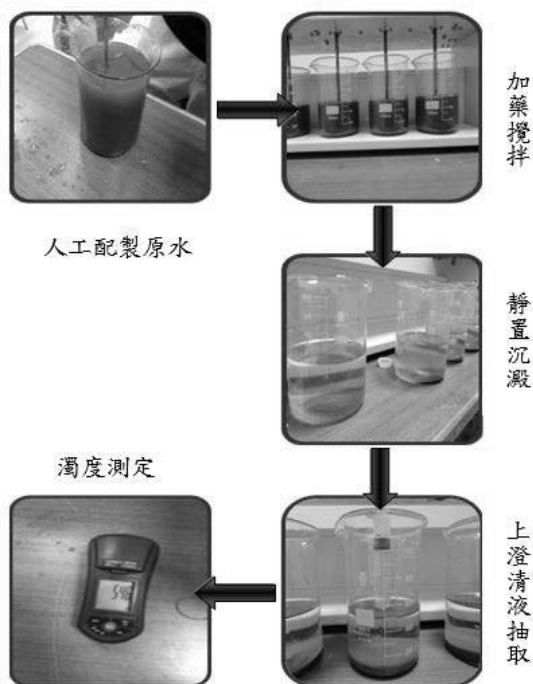 人工配製原水
加藥攪拌
靜置沉澱
上澄清液抽取
濁度測定